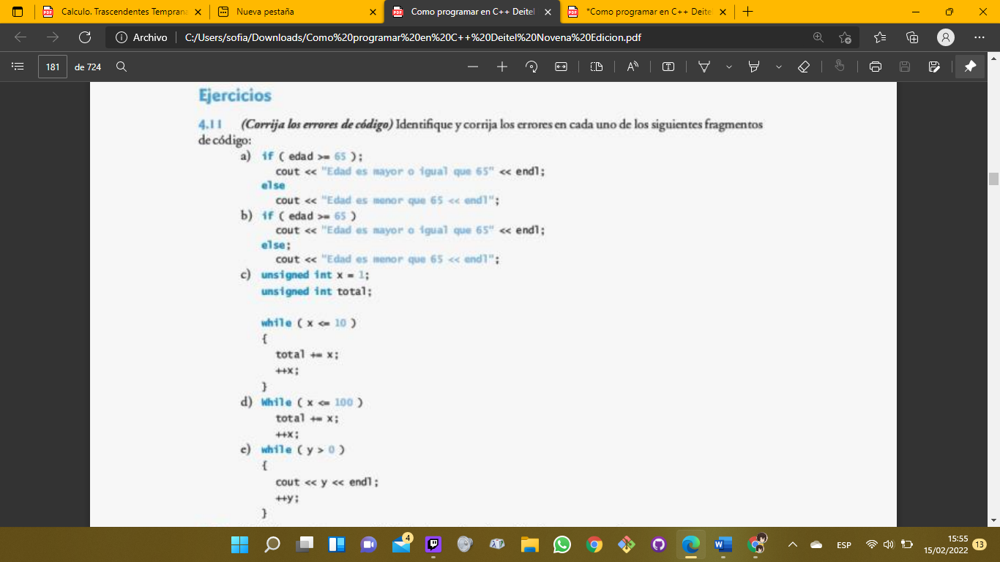 Calculo. Trascendentes Tempran
Nueva pestaña
Como programar en C++ Deitel
*Como programar en C++ Deite
Archivo
C:/Users/sofia/Downloads/Como%20programar%20en%20C++%20Deitel%20Novena%20Edicion.pdf
181 de 724
Ejercicios
4.11 (Corrija los errores de código) Identifique y corrija los errores en cada uno de los siguientes fragmentos
de código:
a) if ( edad >= 65 );
cout << "Edad es mayor o igual que 65" << endl;
else
cout << "Edad es menor que 65 << endl";
b) if ( edad >= 65 )
cout << "Edad es mayor o igual que 65" << endl;
else;
cout << "Edad es menor que 65 << endl";
c) unsigned int x = 1;
unsigned int total;
while ( x <= 10 )
{
total += x;
++x;
}
d) While ( x <= 100 )
total += x;
++x;
e) while ( y > 0 )
{
cout << y << endl;
++y;
}
4
ESP
15:55
15/02/2022
13